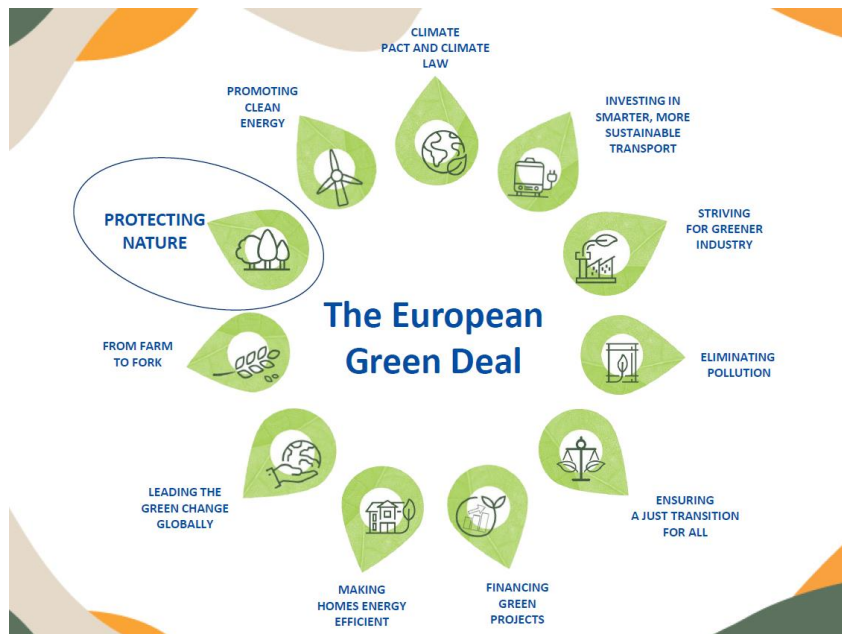 CLIMATE
PACT AND CLIMATE
LAW
INVESTING IN
SMARTER, MORE
SUSTAINABLE
TRANSPORT
STRIVING
FOR GREENER
INDUSTRY
ELIMINATING
POLLUTION
ENSURING
A JUST TRANSITION
FOR ALL
FINANCING
GREEN
PROJECTS
MAKING
HOMES ENERGY
EFFICIENT
LEADING THE
GREEN CHANGE
GLOBALLY
FROM FARM
TO FORK
PROTECTING
NATURE
PROMOTING
CLEAN
ENERGY
The European
Green Deal